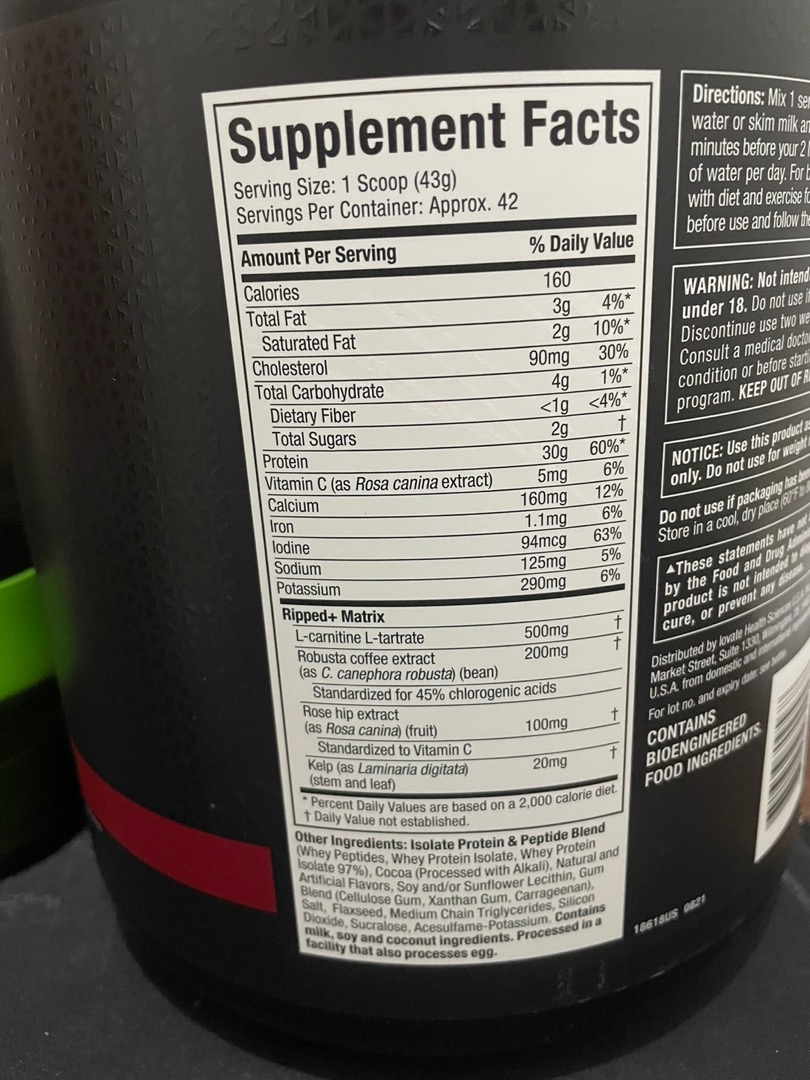 Supplement Facts
Serving Size: 1 Scoop (43g)
Servings Per Container: Approx. 42
Amount Per Serving % Daily Value
Calories 160
Total Fat 3g 4%*
Saturated Fat 2g 10%*
Cholesterol 90mg 30%
Total Carbohydrate 4g 1%*
Dietary Fiber <1g <4%*
Total Sugars 2g †
Protein 30g 60%*
Vitamin C (as Rosa canina extract) 5mg 6%
Calcium 160mg 12%
Iron 1.1mg 6%
Iodine 94mcg 63%
Sodium 125mg 5%
Potassium 290mg 6%
Ripped+ Matrix
L-carnitine L-tartrate 500mg †
Robusta coffee extract 200mg †
(as C. canephora robusta) (bean)
Standardized for 45% chlorogenic acids
Rose hip extract
(as Rosa canina) (fruit) 100mg †
Standardized to Vitamin C
Kelp (as Laminaria digitata) 20mg †
(stem and leaf)
* Percent Daily Values are based on a 2,000 calorie diet.
† Daily Value not established.
Other Ingredients: Isolate Protein & Peptide Blend
(Whey Peptides, Whey Protein Isolate, Whey Protein
Isolate 97%), Cocoa (Processed with Alkali), Natural and
Artificial Flavors, Soy and/or Sunflower Lecithin, Gum
Blend (Cellulose Gum, Xanthan Gum, Carrageenan),
Salt, Flaxseed, Medium Chain Triglycerides, Silicon
Dioxide, Sucralose, Acesulfame-Potassium. Contains
milk, soy and coconut ingredients. Processed in a
facility that also processes egg.
Directions: Mix 1
water or skim milk
minutes before your 2
of water per day. For
with diet and exercise
before use and follow
WARNING: Not
under 18. Do not use
Discontinue use two
Consult a medical
condition or before
program. KEEP OUT OF
NOTICE: Use this product
only. Do not use for weight
Do not use if packaging has
Store in a cool, dry place (60°F
▲These statements have
by the Food and Drug
product is not intended to
cure, or prevent any disease.
Distributed by Iovate Health
Market Street, Suite 1330,
U.S.A. from domestic and
For lot no. and expiry date: see
CONTAINS
BIOENGINEERED
FOOD INGREDIENTS.
18618US 0821